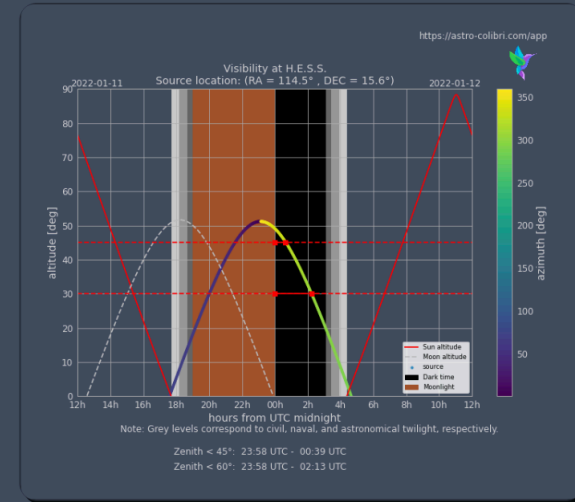 https://astro-colibri.com/app
Visibility at H.E.S.S.
2022-01-11 Source location: (RA = 114.5° , DEC = 15.6°) 2022-01-12
90
80
70
60
50
40
30
20
10
0
altitude [deg]
12h 14h 16h 18h 20h 22h 00h 2h 4h 6h 8h 10h 12h
hours from UTC midnight
350
300
250
200
150
100
50
azimuth [deg]
Sun altitude
Moon altitude
source
Dark time
Moonlight
Note: Grey levels correspond to civil, naval, and astronomical twilight, respectively.
Zenith < 45°: 23:58 UTC - 00:39 UTC
Zenith < 60°: 23:58 UTC - 02:13 UTC